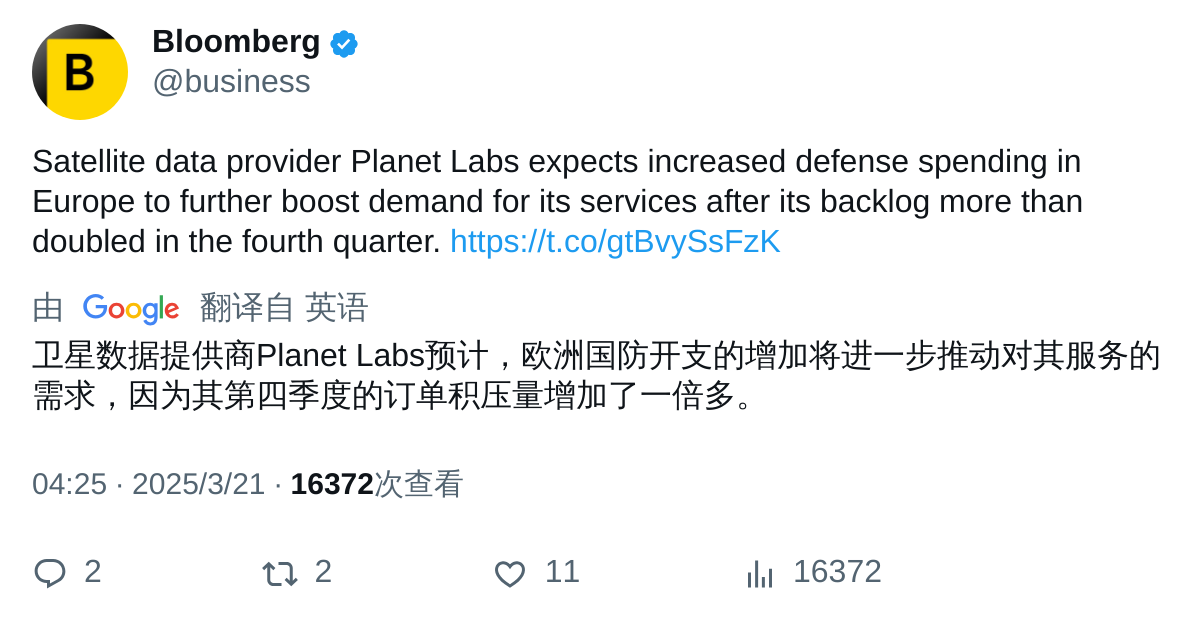 B
Bloomberg
@business
Satellite data provider Planet Labs expects increased defense spending in
Europe to further boost demand for its services after its backlog more than
doubled in the fourth quarter. https://t.co/gtBvySsFzK
由 Google 翻译自 英语
卫星数据提供商Planet Labs预计，欧洲国防开支的增加将进一步推动对其服务的
需求，因为其第四季度的订单积压量增加了一倍多。
04:25 · 2025/3/21 · 16372次查看
2 2 11 16372